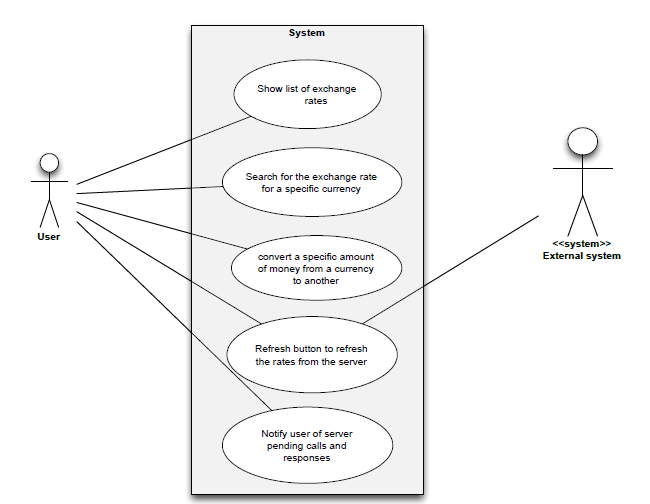 System
Show list of exchange
rates
Search for the exchange rate
for a specific currency
User
<<system>>
External system
convert a specific amount
of money from a currency
to another
Refresh button to refresh
the rates from the server
Notify user of server
pending calls and
responses